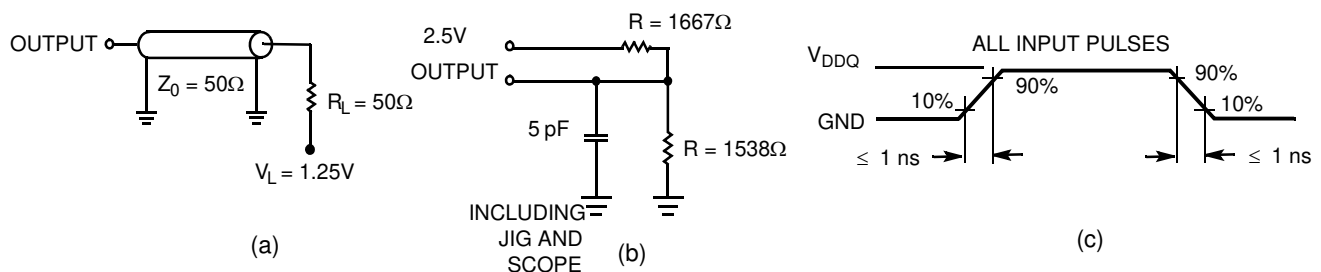 OUTPUT
Z0 = 50Ω
RL = 50Ω
VL = 1.25V
(a)
R = 1667Ω
2.5V
OUTPUT
5 pF
R = 1538Ω
INCLUDING
JIG AND
SCOPE
(b)
ALL INPUT PULSES
VDDQ
GND
10%
90%
90%
10%
≤ 1 ns
≤ 1 ns
(c)